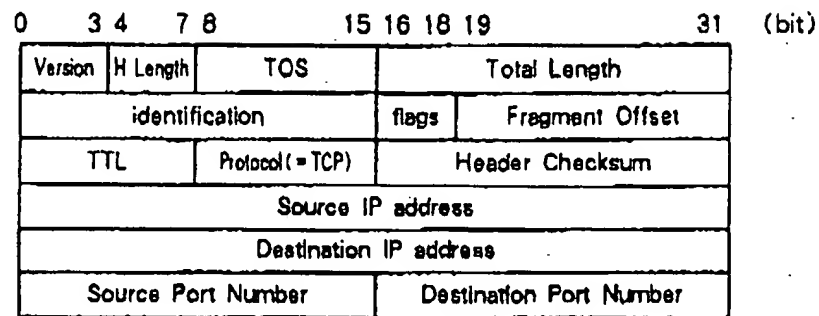 0 3 4 7 8 15 16 18 19 31 (bit)
Version H Length TOS Total Length
identification flags Fragment Offset
TTL Protocol (=TCP) Header Checksum
Source IP address
Destination IP address
Source Port Number Destination Port Number